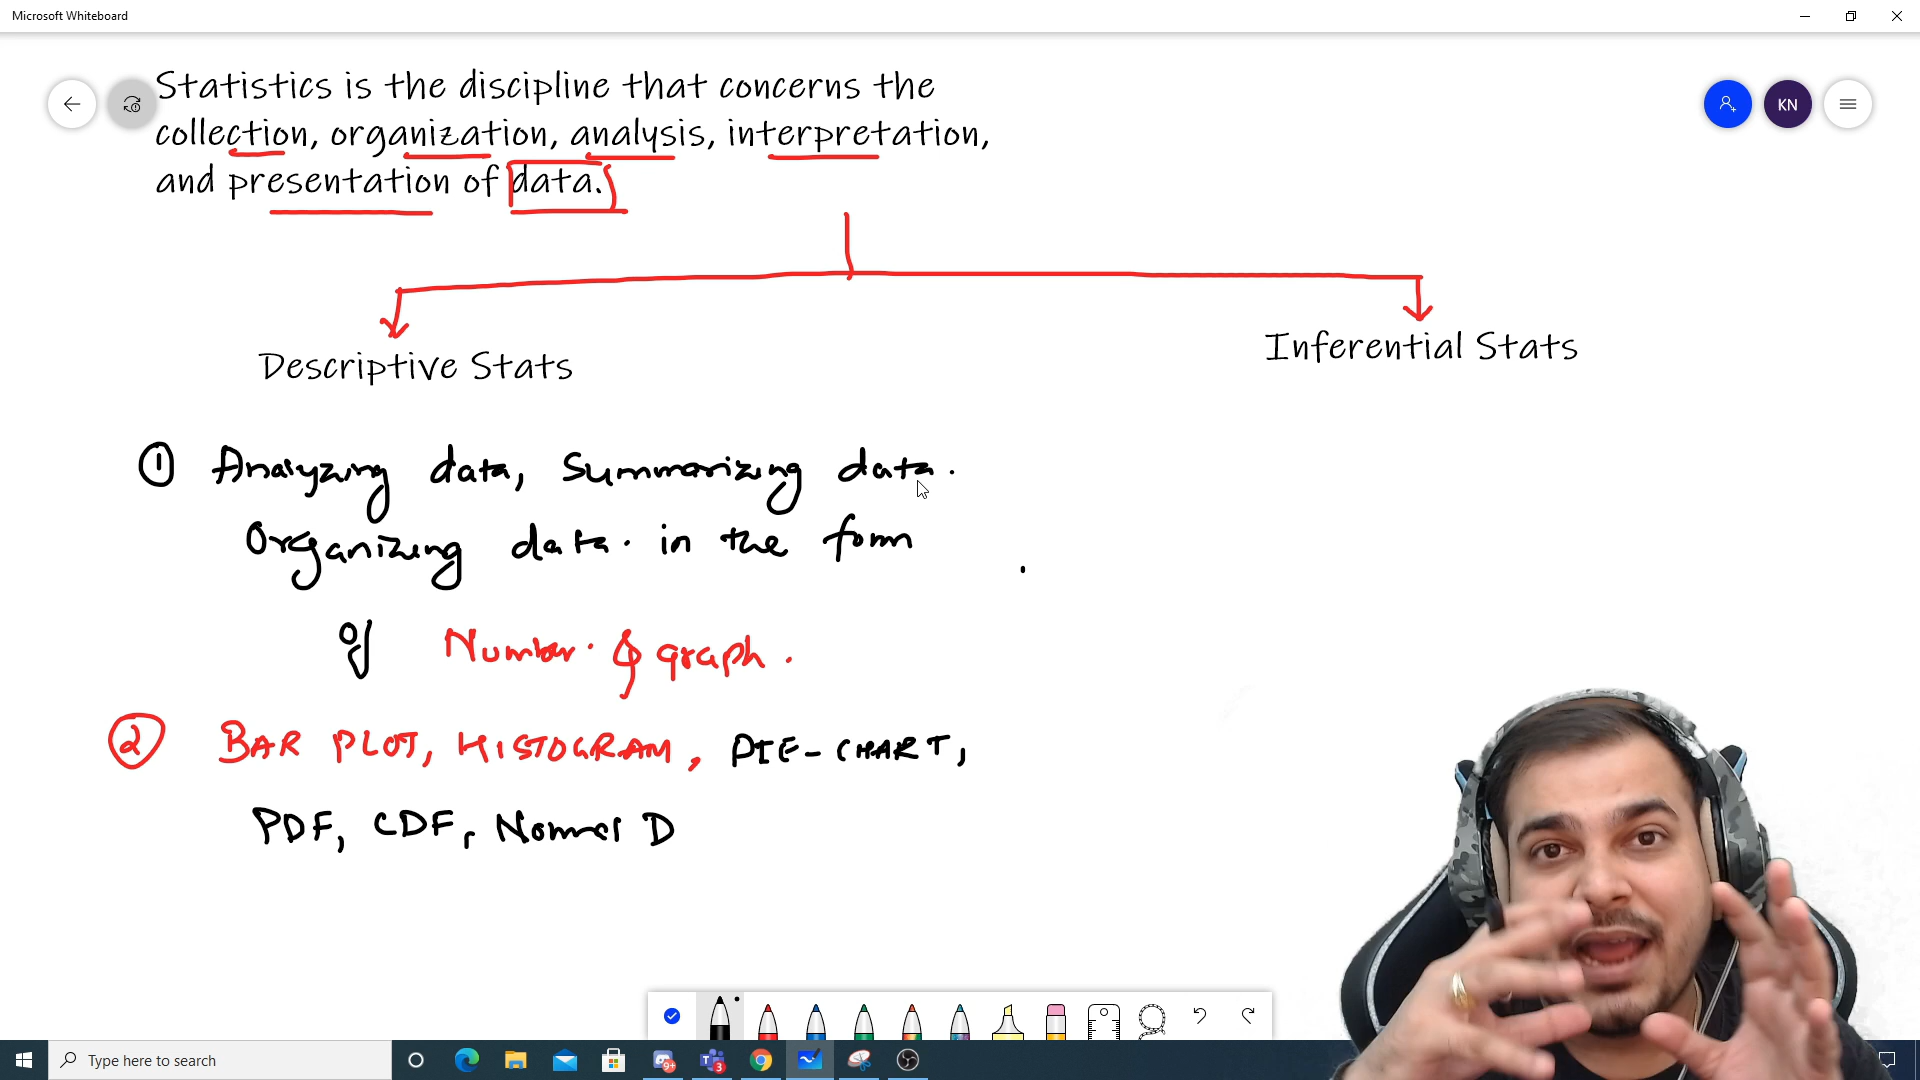 Microsoft Whiteboard
Statistics is the discipline that concerns the
collection, organization, analysis, interpretation,
and presentation of data.
KN
Descriptive Stats
Inferential Stats
① Analyzing data, Summarizing data.
Organizing data. in the form
of Number. & graph.
② BAR PLOT, HISTOGRAM, PIE-CHART,
PDF, CDF, Normal D
Type here to search
9+
3